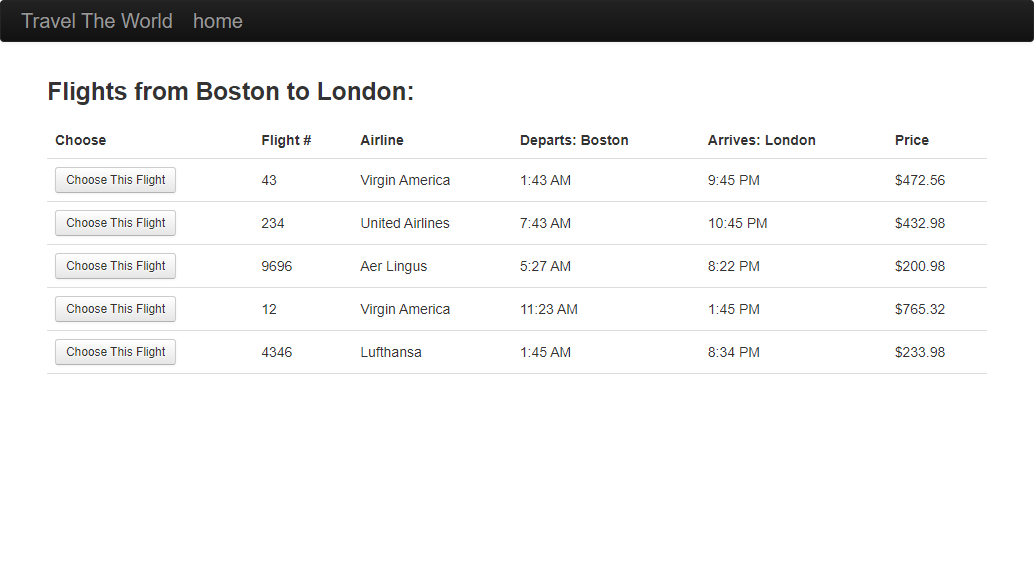 Travel The World home
Flights from Boston to London:
Choose Flight # Airline Departs: Boston Arrives: London Price
Choose This Flight 43 Virgin America 1:43 AM 9:45 PM $472.56
Choose This Flight 234 United Airlines 7:43 AM 10:45 PM $432.98
Choose This Flight 9696 Aer Lingus 5:27 AM 8:22 PM $200.98
Choose This Flight 12 Virgin America 11:23 AM 1:45 PM $765.32
Choose This Flight 4346 Lufthansa 1:45 AM 8:34 PM $233.98